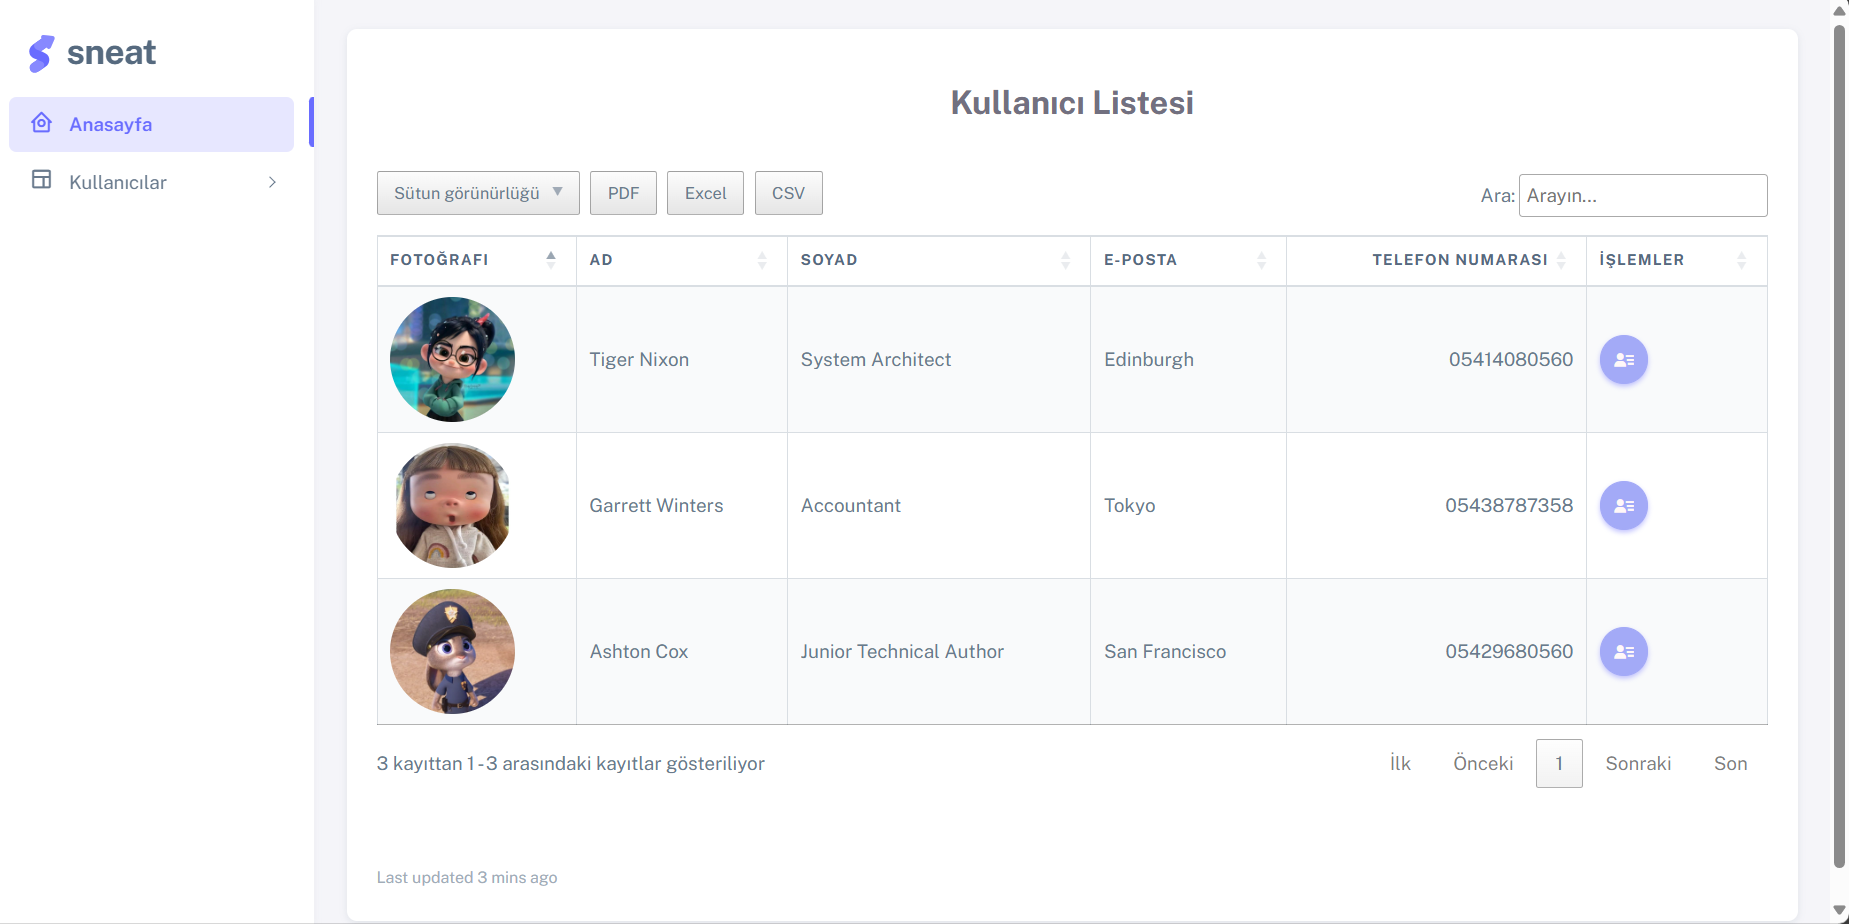 sneat
Anasayfa
Kullanıcılar
Kullanıcı Listesi
Sütun görünürlüğü ▼ PDF Excel CSV Ara: Arayın...
FOTOĞRAFI AD SOYAD E-POSTA TELEFON NUMARASI İŞLEMLER
Tiger Nixon System Architect Edinburgh 05414080560
Garrett Winters Accountant Tokyo 05438787358
Ashton Cox Junior Technical Author San Francisco 05429680560
3 kayıttan 1 - 3 arasındaki kayıtlar gösteriliyor İlk Önceki 1 Sonraki Son
Last updated 3 mins ago